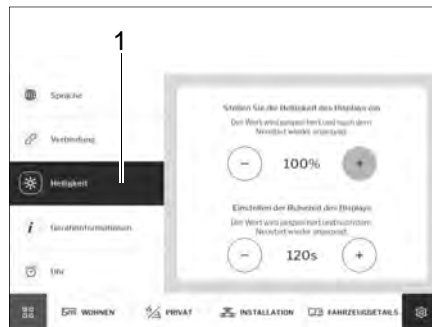 1
Sprache
Verbindung
Helligkeit
i Geräteinformationen
Uhr
Stellen Sie die Helligkeit des Displays ein
Der Wert wird gespeichert und nach dem
Neustart wieder angezeigt
− 100% +
Einstellen der Ruhezeit des Displays
Der Wert wird gespeichert und nach dem
Neustart wieder angezeigt
− 120s +
WOHNEN PRIVAT INSTALLATION FAHRZEUGDETAILS